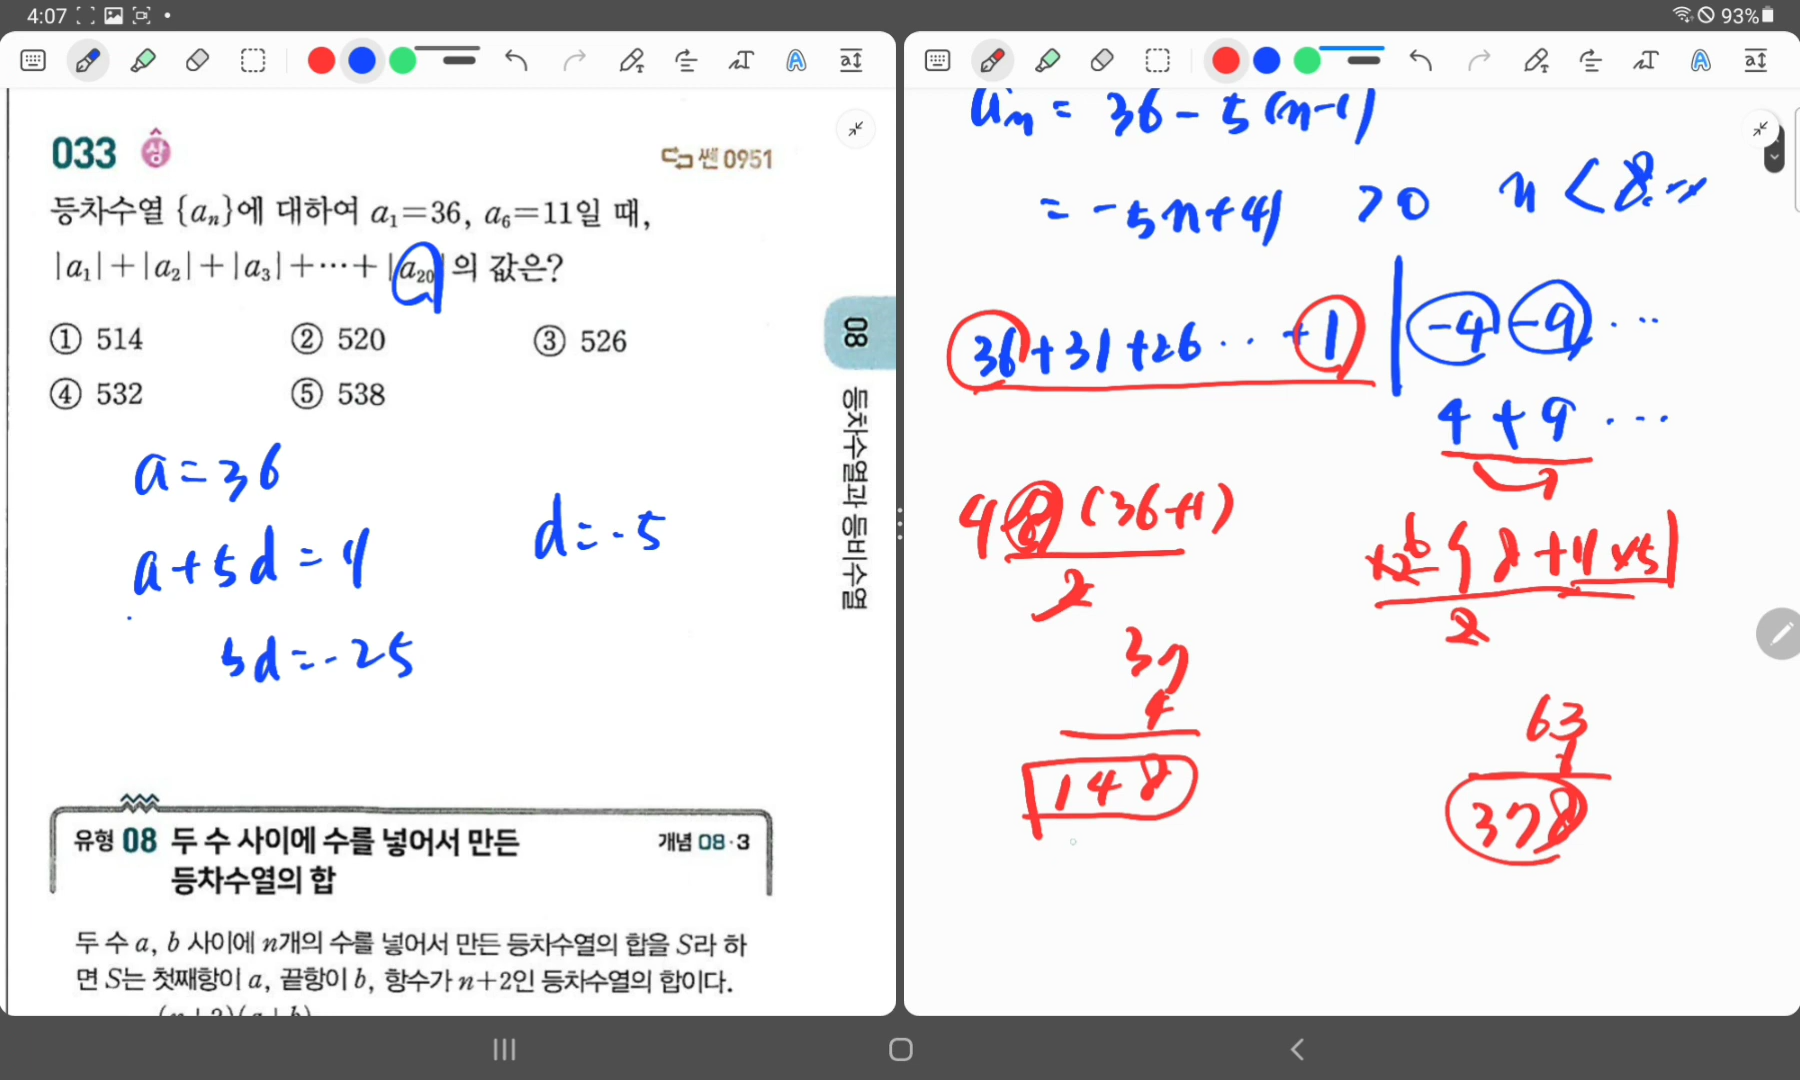 4:07
93%
033 상
쎈 0951
등차수열 {aₙ}에 대하여 a₁=36, a₆=11일 때,
|a₁|+|a₂|+|a₃|+⋯+|a₂₀|의 값은?
① 514 ② 520 ③ 526
④ 532 ⑤ 538
08
등차수열과 등비수열
a=36
a+5d=11
d=-5
5d=-25
유형 08 두 수 사이에 수를 넣어서 만든
등차수열의 합
개념 08·3
두 수 a, b 사이에 n개의 수를 넣어서 만든 등차수열의 합을 S라 하
면 S는 첫째항이 a, 끝항이 b, 항수가 n+2인 등차수열의 합이다.
aₙ = 36 - 5(n-1)
= -5n+41 >0 n<8.
36+31+26⋯+1 | -4 -9 ⋯
4+9⋯
4 8(36+1)
2
12 6{8+11×5}
2
37
4
148
63
378